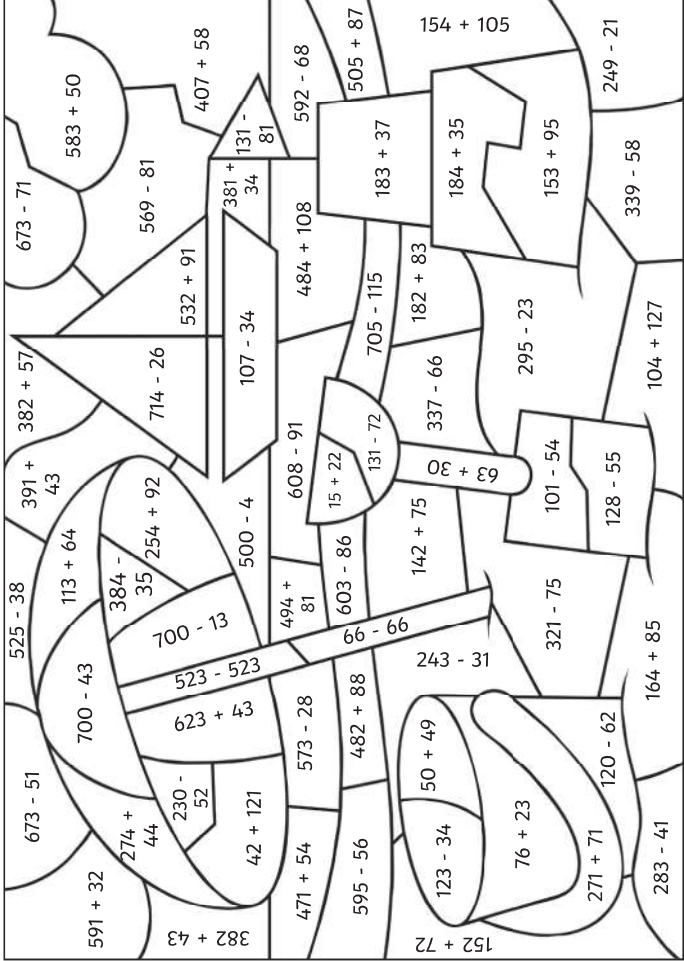 673 - 51
525 - 38
391 +
43
382 + 57
673 - 71
583 + 50
591 + 32
274 +
44
700 - 43
113 + 64
384 -
35
254 + 92
714 - 26
532 + 91
569 - 81
407 + 58
382 + 43
230 -
52
42 + 121
623 + 43
523 - 523
700 - 13
500 - 4
107 - 34
381 +
34
131 -
81
471 + 54
573 - 28
494 +
81
608 - 91
484 + 108
592 - 68
595 - 56
482 + 88
603 - 86
66 - 66
15 + 22
131 - 72
705 - 115
183 + 37
505 + 87
152 + 72
123 - 34
50 + 49
243 - 31
142 + 75
63 + 30
337 - 66
182 + 83
184 + 35
154 + 105
76 + 23
271 + 71
120 - 62
321 - 75
101 - 54
128 - 55
295 - 23
153 + 95
249 - 21
283 - 41
164 + 85
104 + 127
339 - 58